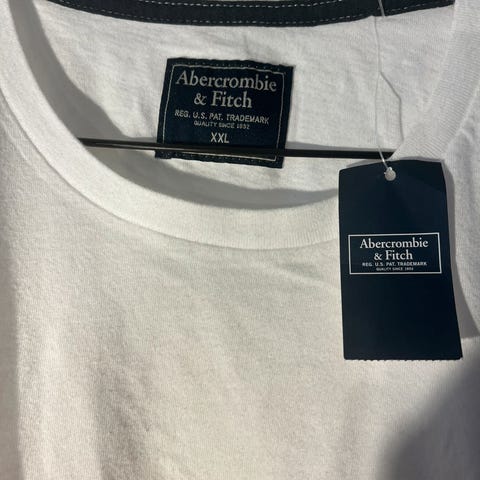 Abercrombie
& Fitch
REG. U.S. PAT. TRADEMARK
QUALITY SINCE 1892
XXL
Abercrombie
& Fitch
REG. U.S. PAT. TRADEMARK
QUALITY SINCE 1892